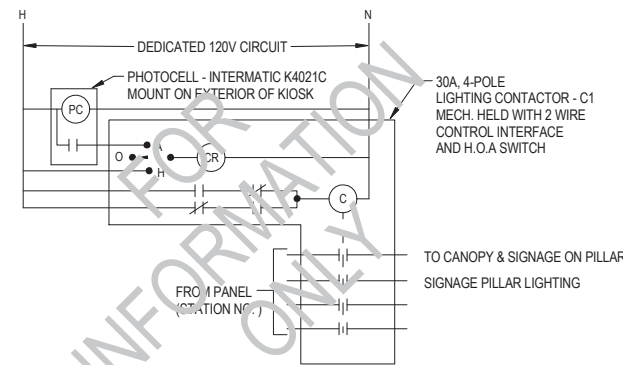 H
N
DEDICATED 120V CIRCUIT
PHOTOCELL - INTERMATIC K4021C
MOUNT ON EXTERIOR OF KIOSK
30A, 4-POLE
LIGHTING CONTACTOR - C1
MECH. HELD WITH 2 WIRE
CONTROL INTERFACE
AND H.O.A SWITCH
PC
A
O
CR
H
C
TO CANOPY & SIGNAGE ON PILLAR
SIGNAGE PILLAR LIGHTING
FROM PANEL
(STATION NO. )
FOR
INFORMATION
ONLY